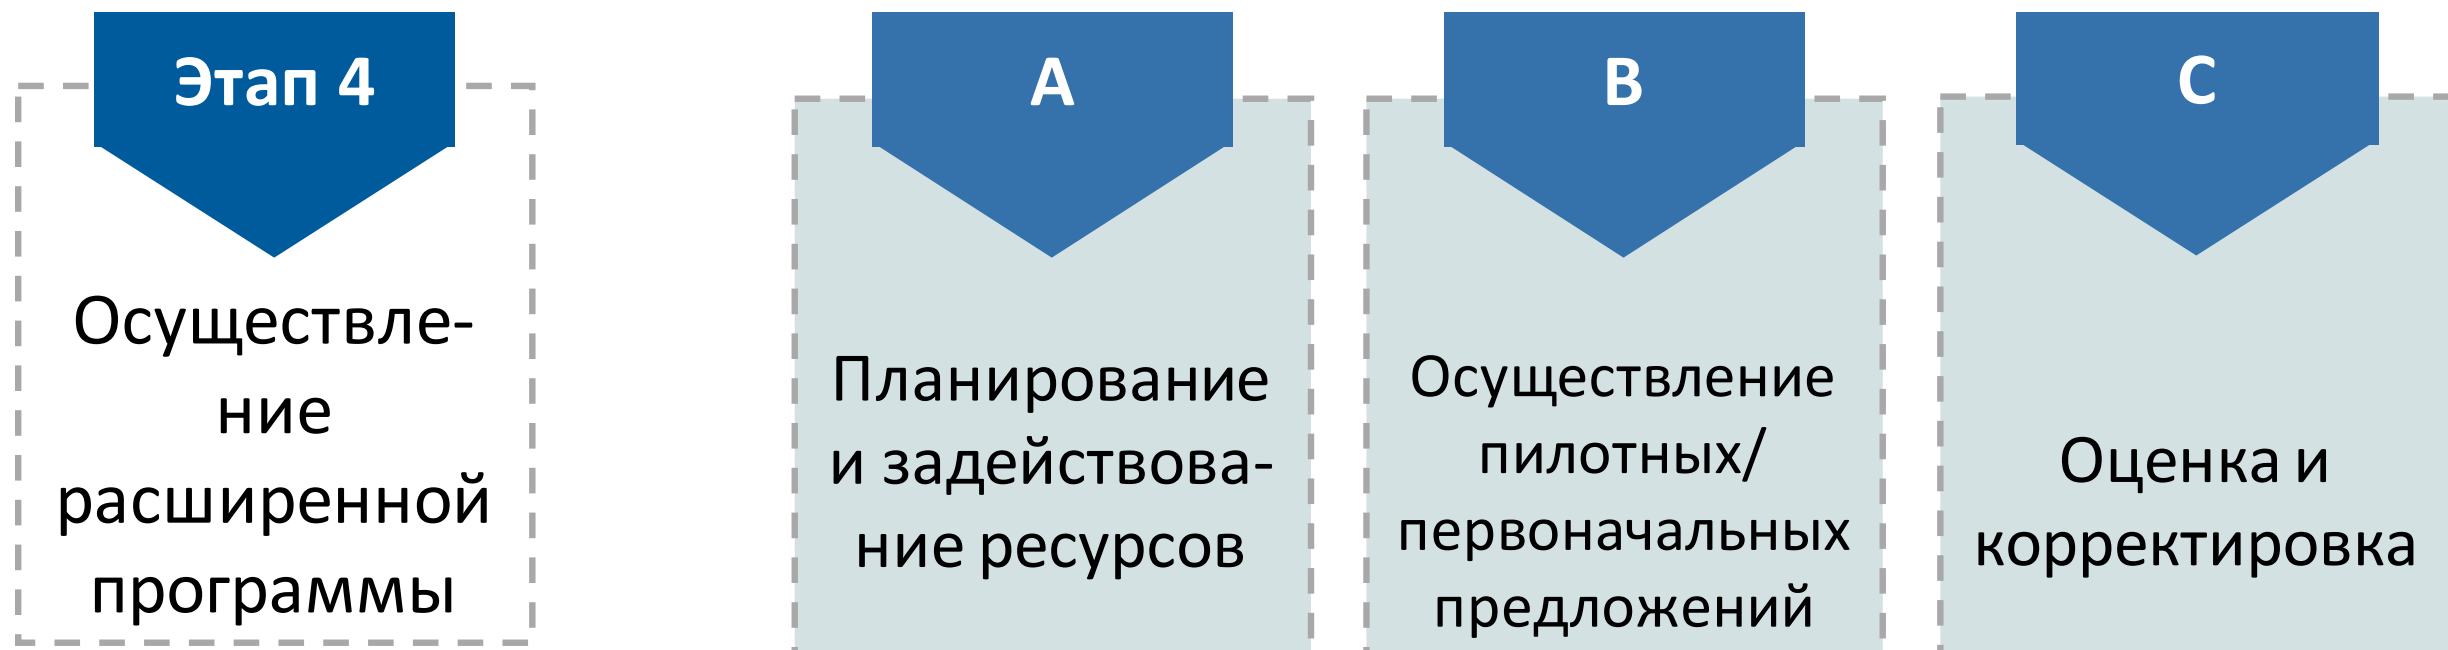 Этап 4
Осуществле-
ние
расширенной
программы
A
Планирование
и задействова-
ние ресурсов
B
Осуществление
пилотных/
первоначальных
предложений
C
Оценка и
корректировка